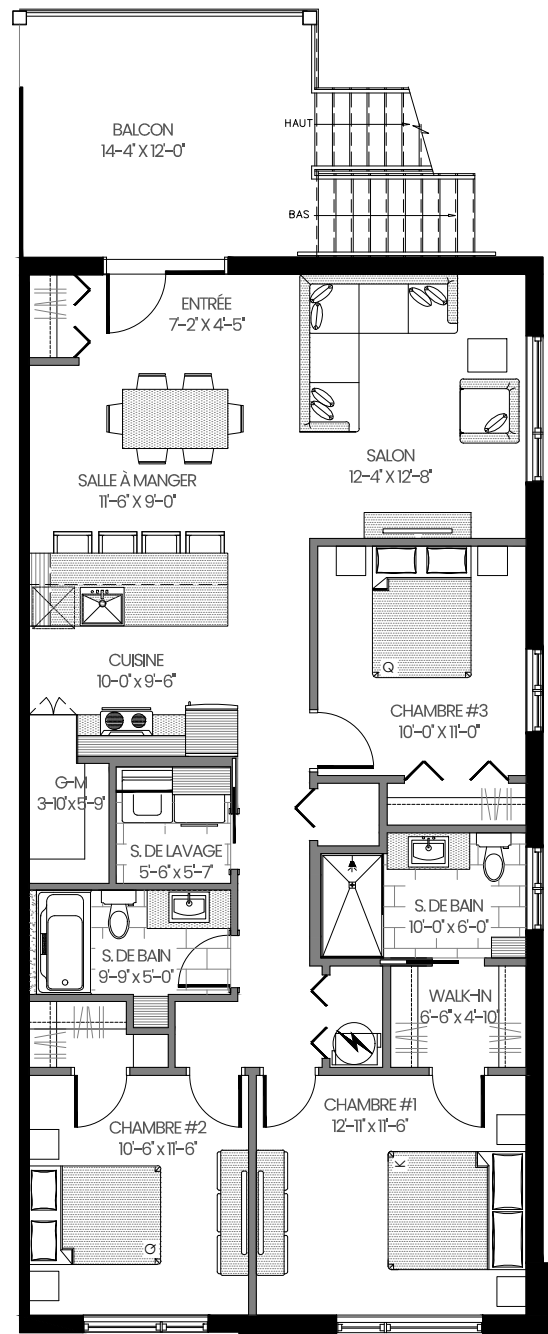 BALCON
14'-4" X 12'-0"
HAUT
BAS
ENTRÉE
7'-2" X 4'-5"
SALON
12'-4" X 12'-8"
SALLE À MANGER
11'-6" X 9'-0"
CUISINE
10'-0" X 9'-6"
Q
CHAMBRE #3
10'-0" X 11'-0"
G-M
3'-10" x 5'-9"
S. DE LAVAGE
5'-6" x 5'-7"
S. DE BAIN
10'-0" X 6'-0"
S. DE BAIN
9'-9" x 5'-0"
WALK-IN
6'-6" x 4'-10"
CHAMBRE #1
12'-11" x 11'-6"
CHAMBRE #2
10'-6" x 11'-6"
K
Q